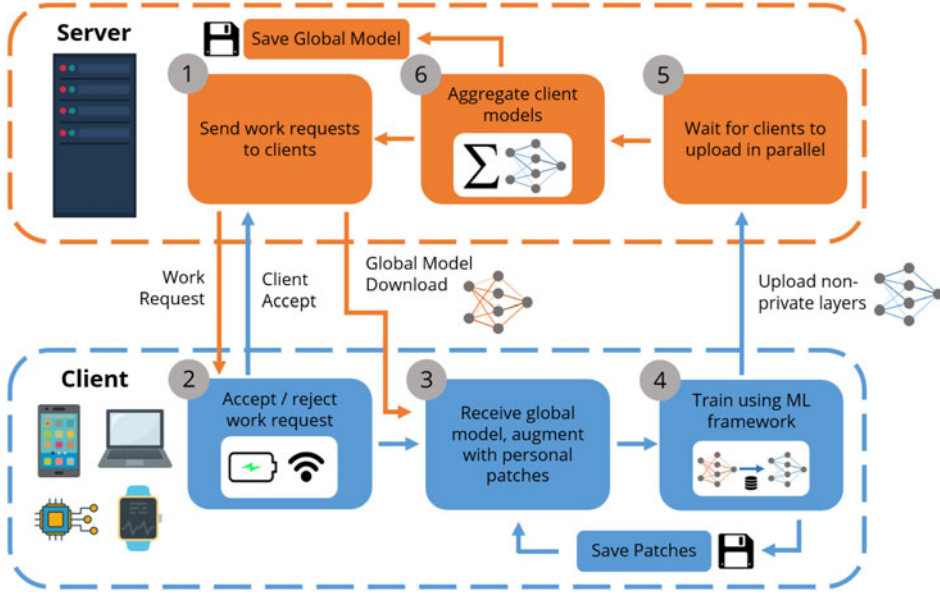 Server
Save Global Model
1
Send work requests
to clients
6
Aggregate client
models
Σ
5
Wait for clients to
upload in parallel
Work
Request
Client
Accept
Global Model
Download
Upload non-
private layers
Client
2
Accept / reject
work request
3
Receive global
model, augment
with personal
patches
4
Train using ML
framework
Save Patches